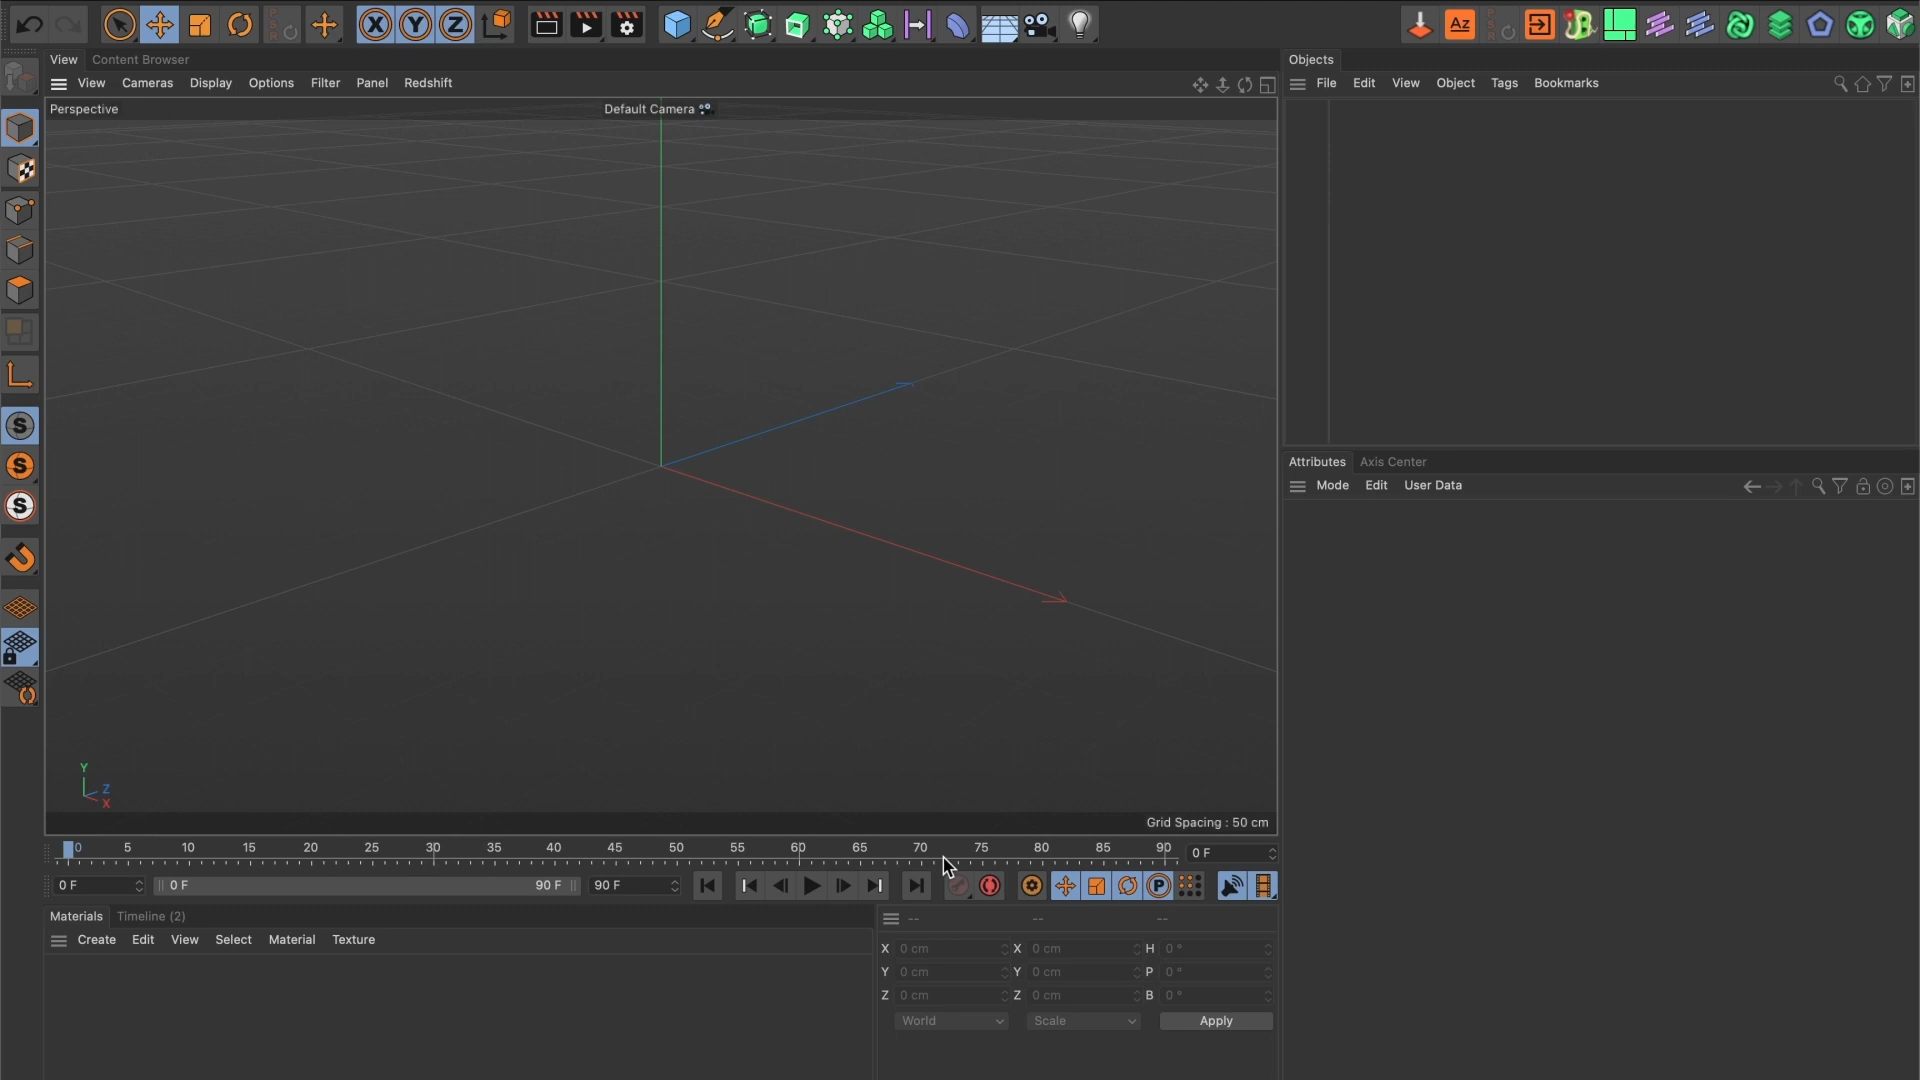 PSR
X Y Z
Az
PSR
View Content Browser
View Cameras Display Options Filter Panel Redshift
Perspective
Default Camera
Objects
File Edit View Object Tags Bookmarks
S
S
S
Attributes Axis Center
Mode Edit User Data
Y
Z
X
Grid Spacing : 50 cm
0 5 10 15 20 25 30 35 40 45 50 55 60 65 70 75 80 85 90
0 F
0 F
0 F
90 F
90 F
P
Materials Timeline (2)
Create Edit View Select Material Texture
-- -- --
X 0 cm X 0 cm H 0 °
Y 0 cm Y 0 cm P 0 °
Z 0 cm Z 0 cm B 0 °
World Scale Apply